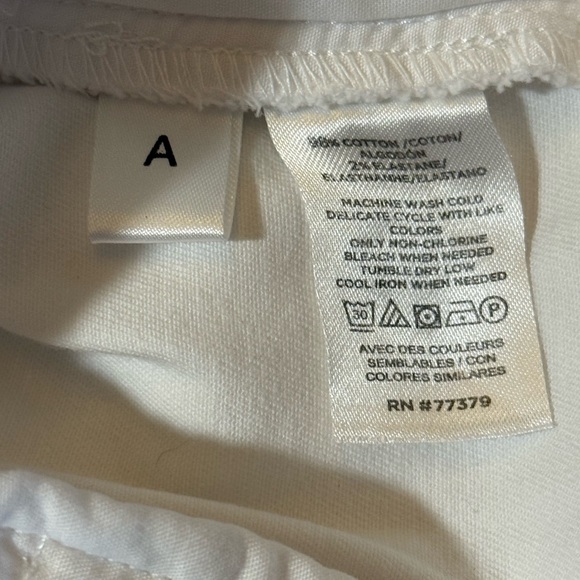 A
98% COTTON /COTON/
ALGODÓN
2% ELASTANE/
ELASTHANNE/ELASTANO
MACHINE WASH COLD
DELICATE CYCLE WITH LIKE
COLORS
ONLY NON-CHLORINE
BLEACH WHEN NEEDED
TUMBLE DRY LOW
COOL IRON WHEN NEEDED
30 P
AVEC DES COULEURS
SEMBLABLES / CON
COLORES SIMILARES
RN #77379